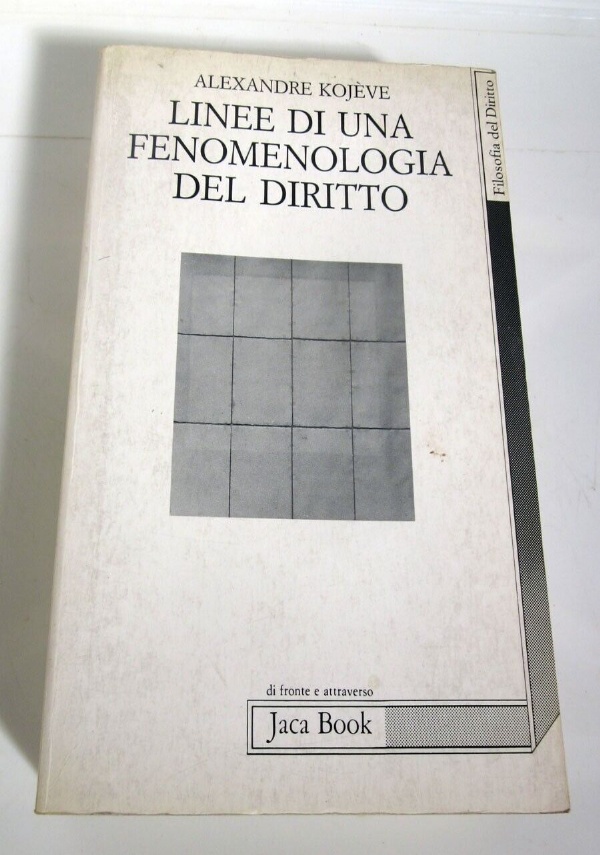 ALEXANDRE KOJÈVE
LINEE DI UNA
FENOMENOLOGIA
DEL DIRITTO
Filosofia del Diritto
di fronte e attraverso
Jaca Book